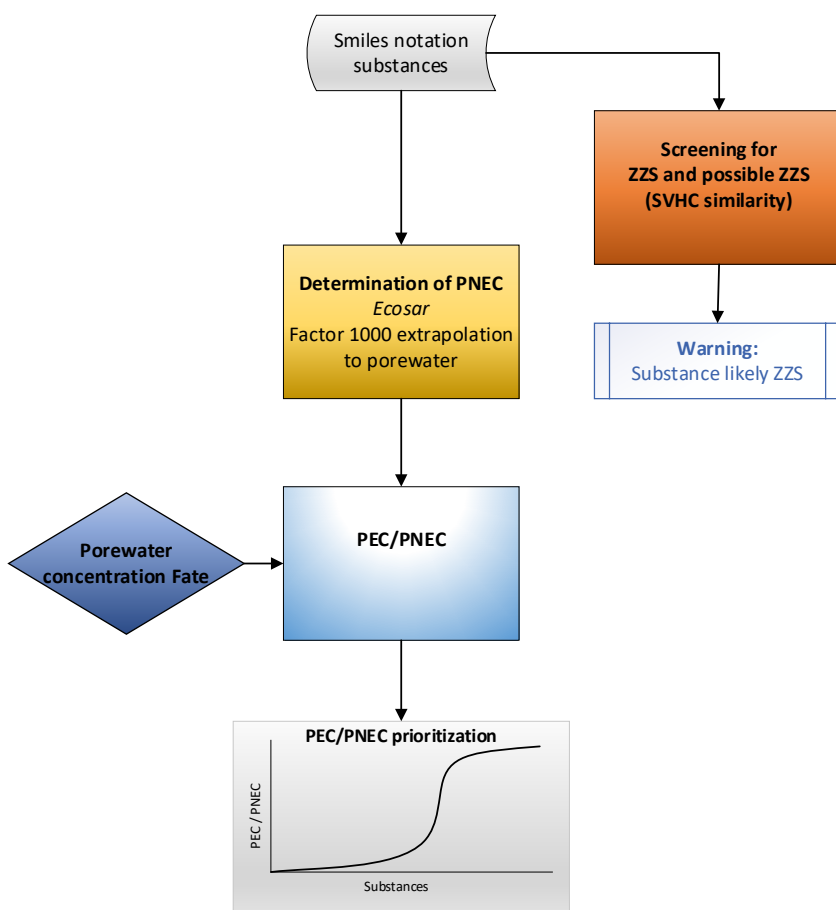 Smiles notation
substances
Screening for
ZZS and possible ZZS
(SVHC similarity)
Determination of PNEC
Ecosar
Factor 1000 extrapolation
to porewater
Warning:
Substance likely ZZS
PEC/PNEC
Porewater
concentration Fate
PEC/PNEC prioritization
PEC / PNEC
Substances